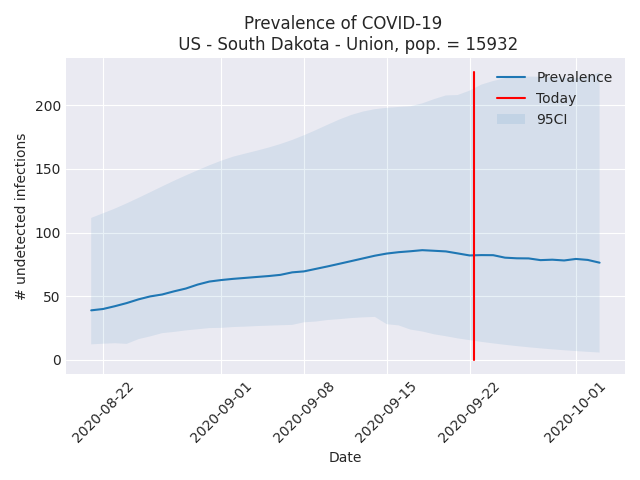 Prevalence of COVID-19
US - South Dakota - Union, pop. = 15932
Prevalence
Today
95CI
# undetected infections
200
150
100
50
0
2020-08-22
2020-09-01
2020-09-08
2020-09-15
2020-09-22
2020-10-01
Date